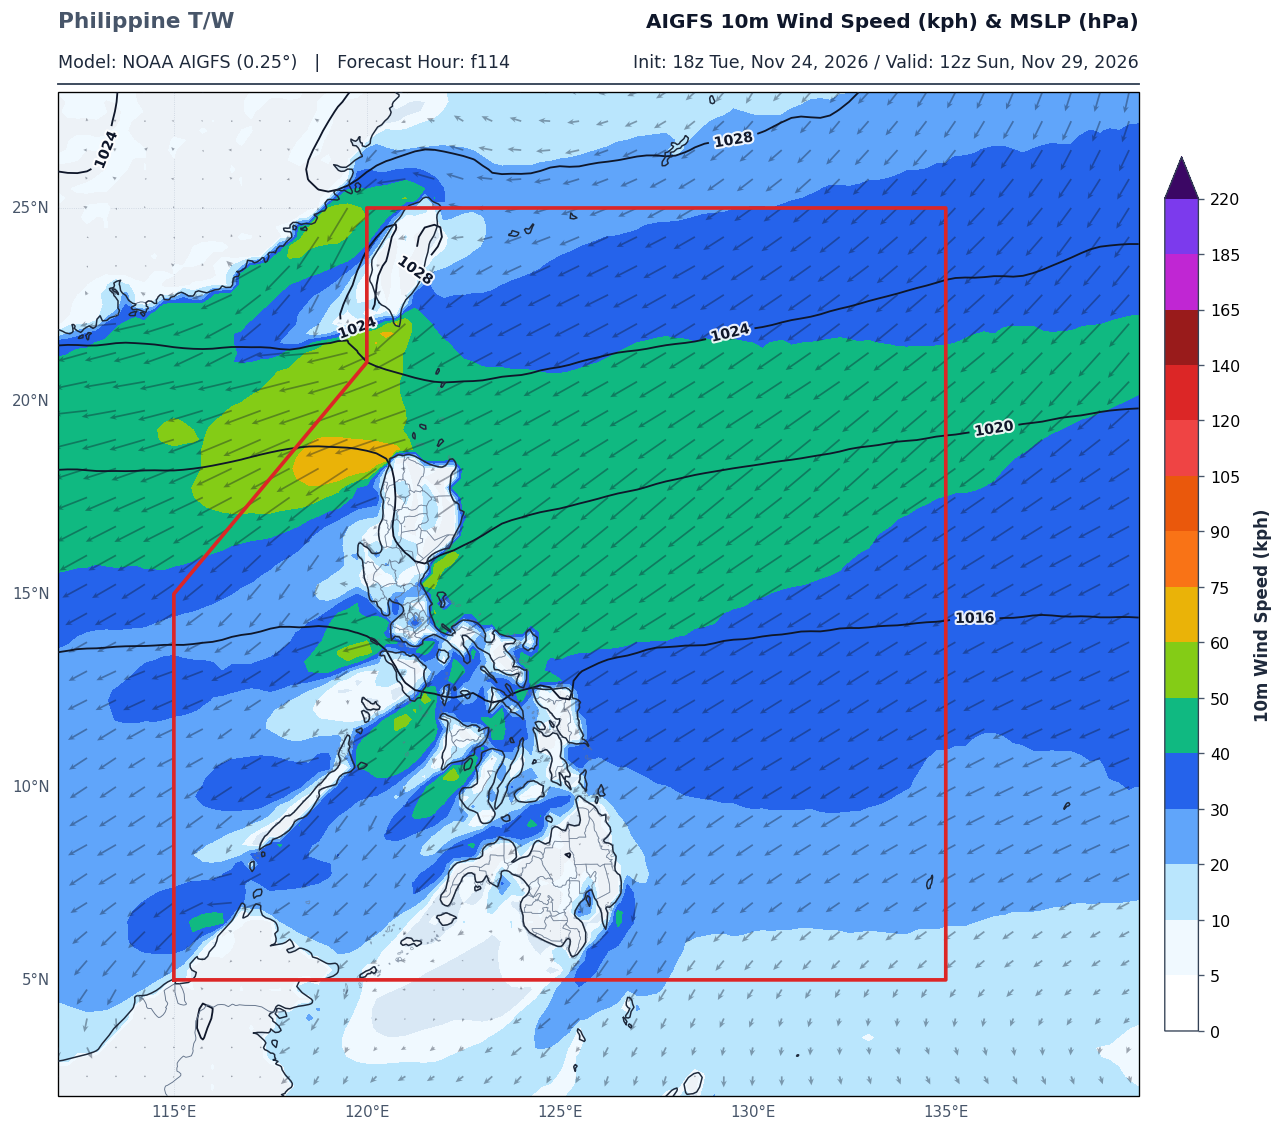 Philippine T/W
AIGFS 10m Wind Speed (kph) & MSLP (hPa)
Model: NOAA AIGFS (0.25°) | Forecast Hour: f114
Init: 18z Tue, Nov 24, 2026 / Valid: 12z Sun, Nov 29, 2026
1024
1028
1028
1024
1024
1020
1016
25°N
20°N
15°N
10°N
5°N
115°E
120°E
125°E
130°E
135°E
220
185
165
140
120
105
90
75
60
50
40
30
20
10
5
0
10m Wind Speed (kph)